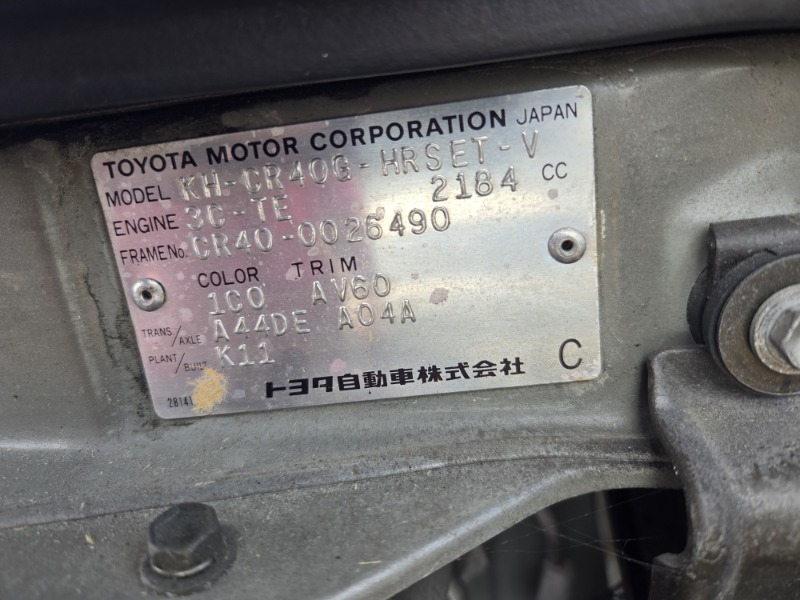 TOYOTA MOTOR CORPORATION JAPAN
MODEL KH-CR40G-HRSET-V
ENGINE 3C-TE 2184 CC
FRAME No. CR40-0026490
COLOR TRIM
1C0 AV60
TRANS./AXLE A44DE A04A
PLANT/BUILT K11
トヨタ自動車株式会社 C
28141